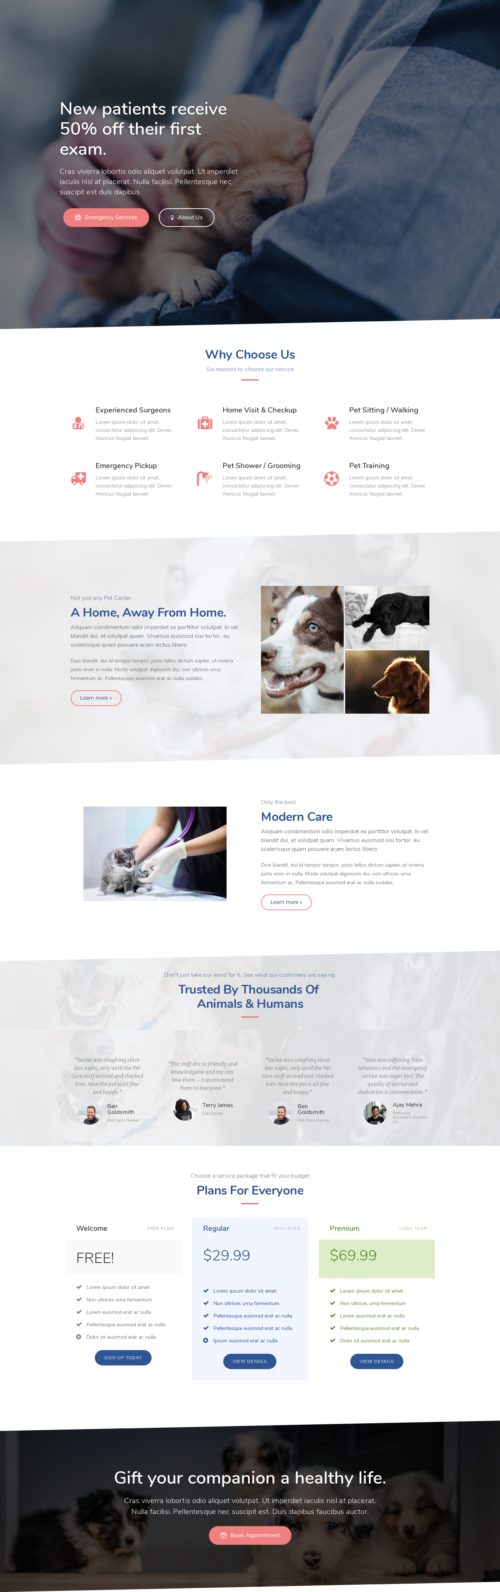 New patients receive
50% off their first
exam.
Cras viverra lobortis odio aliquet volutpat. Ut imperdiet
iaculis nisl at placerat. Nulla facilisi. Pellentesque nec
suscipit est duis dapibus.
Emergency Services
About Us
Why Choose Us
Six reasons to choose our service
Experienced Surgeons
Lorem ipsum dolor sit amet,
consectetur adipiscing elit. Donec
rhoncus feugiat laoreet.
Home Visit & Checkup
Lorem ipsum dolor sit amet,
consectetur adipiscing elit. Donec
rhoncus feugiat laoreet.
Pet Sitting / Walking
Lorem ipsum dolor sit amet,
consectetur adipiscing elit. Donec
rhoncus feugiat laoreet.
Emergency Pickup
Lorem ipsum dolor sit amet,
consectetur adipiscing elit. Donec
rhoncus feugiat laoreet.
Pet Shower / Grooming
Lorem ipsum dolor sit amet,
consectetur adipiscing elit. Donec
rhoncus feugiat laoreet.
Pet Training
Lorem ipsum dolor sit amet,
consectetur adipiscing elit. Donec
rhoncus feugiat laoreet.
Not just any Pet Center.
A Home, Away From Home.
Aliquam condimentum odio imperdiet ex porttitor volutpat. In vel
blandit dui, et volutpat quam. Vivamus euismod nisi tortor, eu
scelerisque quam posuere acam lectus libero.
Duis blandit, dui id tempor tempor, justo tellus dictum sapien, ut viverra
justo enim in nulla. Morbi volutpat dignissim dui, non ultrices urna
fermentum ac. Pellentesque euismod erat ac nulla sodales.
Learn more »
Only the best
Modern Care
Aliquam condimentum odio imperdiet ex porttitor volutpat. In vel
blandit dui, et volutpat quam. Vivamus euismod nisi tortor, eu
scelerisque quam posuere acam lectus libero.
Duis blandit, dui id tempor tempor, justo tellus dictum sapien, ut viverra
justo enim in nulla. Morbi volutpat dignissim dui, non ultrices urna
fermentum ac. Pellentesque euismod erat ac nulla sodales.
Learn more »
Don't just take our word for it. See what our customers are saying.
Trusted By Thousands Of
Animals & Humans
"Jackie was coughing since
last night, only until the Pet
Care staff arrived and checked
him. Now the pet is all fine
and happy."
Ben
Goldsmith
Pet Farm Owner
"The staff are so friendly and
knowledgable and my cats
love them – I recommend
them to everyone."
Terry James
Cat Owner
"Jackie was coughing since
last night, only until the Pet
Care staff arrived and checked
him. Now the pet is all fine
and happy."
Ben
Goldsmith
Pet Farm Owner
"Max was suffering from
lameness and the emergency
service was super fast. The
quality of service and
dedication is commendable."
Ajay Mehra
Software
Architect, Google
Inc.
Choose a service package that fit your budget
Plans For Everyone
Welcome
FREE PLAN
FREE!
Lorem ipsum dolor sit amet
Non ultrices urna fermentum
Lorem euismod erat ac nulla
Pellentesque euismod erat ac nulla
Dolor sit euismod erat ac nulla
SIGN UP TODAY
Regular
BEST PLAN
$29.99
Lorem ipsum dolor sit amet
Non ultrices urna fermentum
Pellentesque euismod erat ac nulla
Pellentesque euismod erat ac nulla
Ipsum euismod erat ac nulla
VIEW DETAILS
Premium
LONG TERM
$69.99
Lorem ipsum dolor sit amet
Non ultrices urna fermentum
Lorem euismod erat ac nulla
Pellentesque euismod erat ac nulla
Dolor sit euismod erat ac nulla
VIEW DETAILS
Gift your companion a healthy life.
Cras viverra lobortis odio aliquet volutpat. Ut imperdiet iaculis nisl at placerat.
Nulla facilisi. Pellentesque nec suscipit est. Duis dapibus faucibus auctor.
Book Appointment